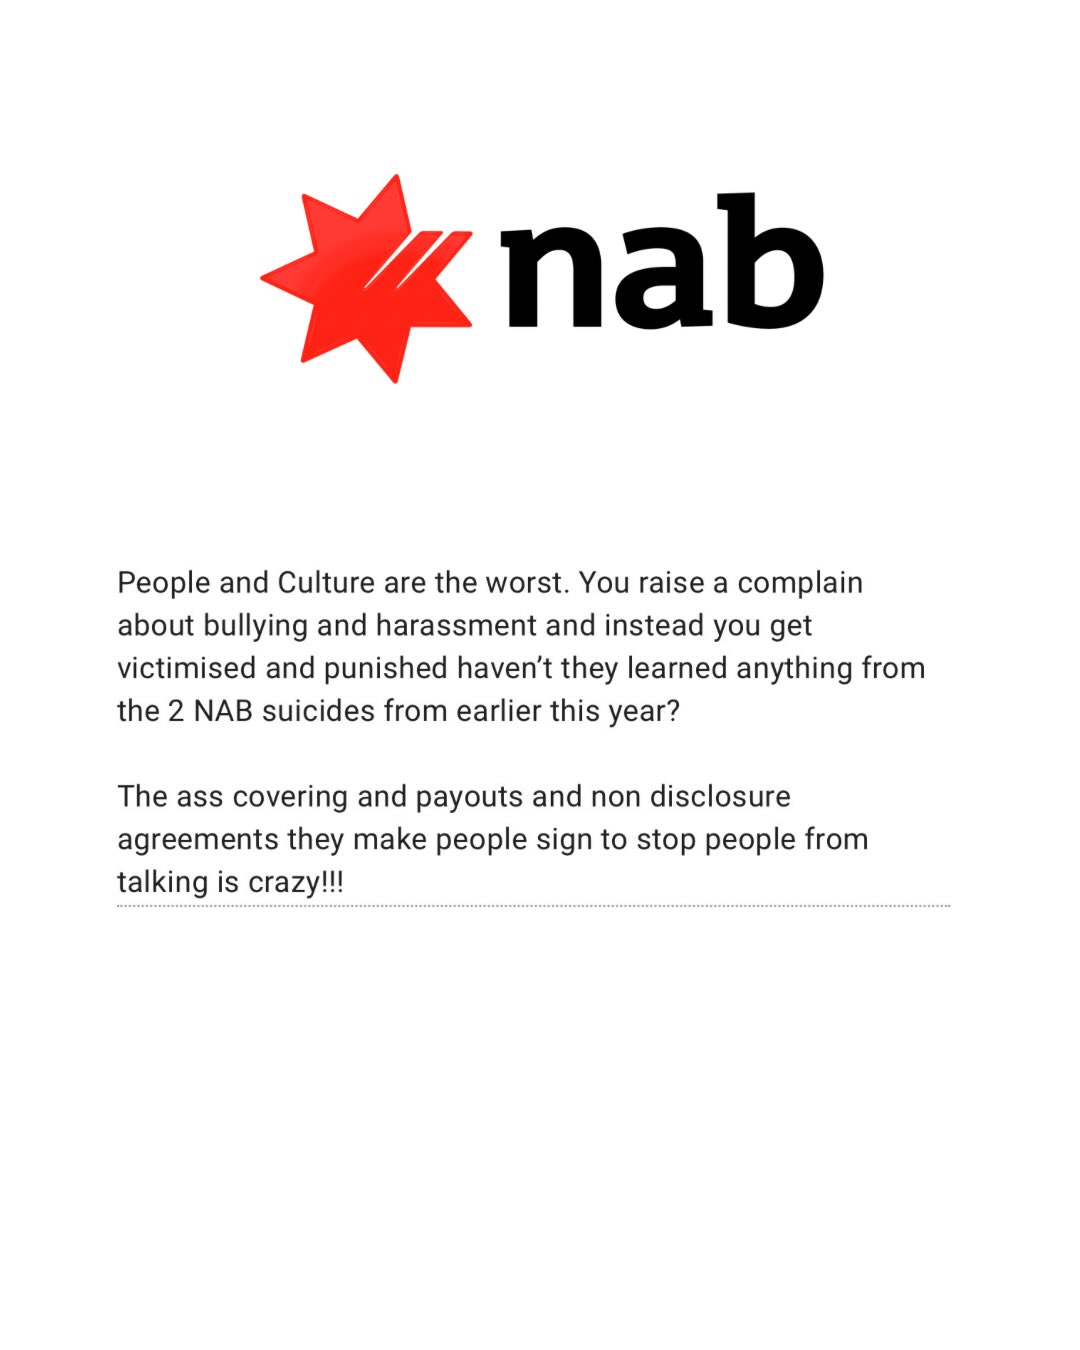 nab
People and Culture are the worst. You raise a complain
about bullying and harassment and instead you get
victimised and punished haven’t they learned anything from
the 2 NAB suicides from earlier this year?
The ass covering and payouts and non disclosure
agreements they make people sign to stop people from
talking is crazy!!!